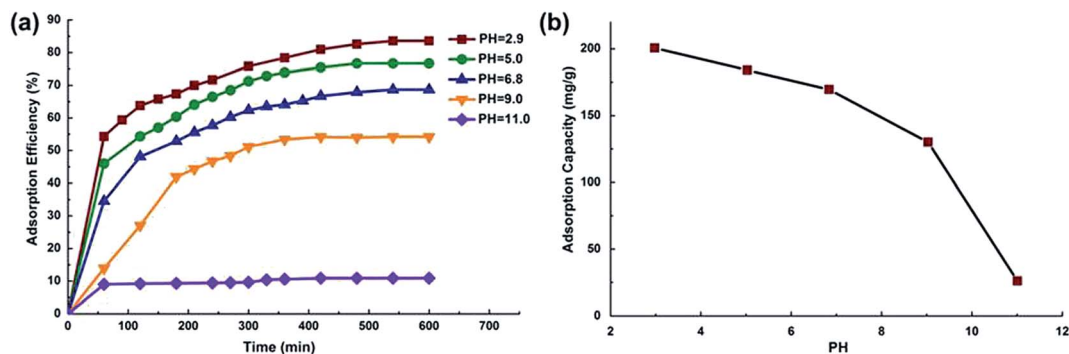 (a)
Adsorption Efficiency (%)
90
80
70
60
50
40
30
20
10
0
0 100 200 300 400 500 600 700
Time (min)
PH=2.9
PH=5.0
PH=6.8
PH=9.0
PH=11.0
(b)
Adsorption Capacity (mg/g)
200
150
100
50
0
2 4 6 8 10 12
PH